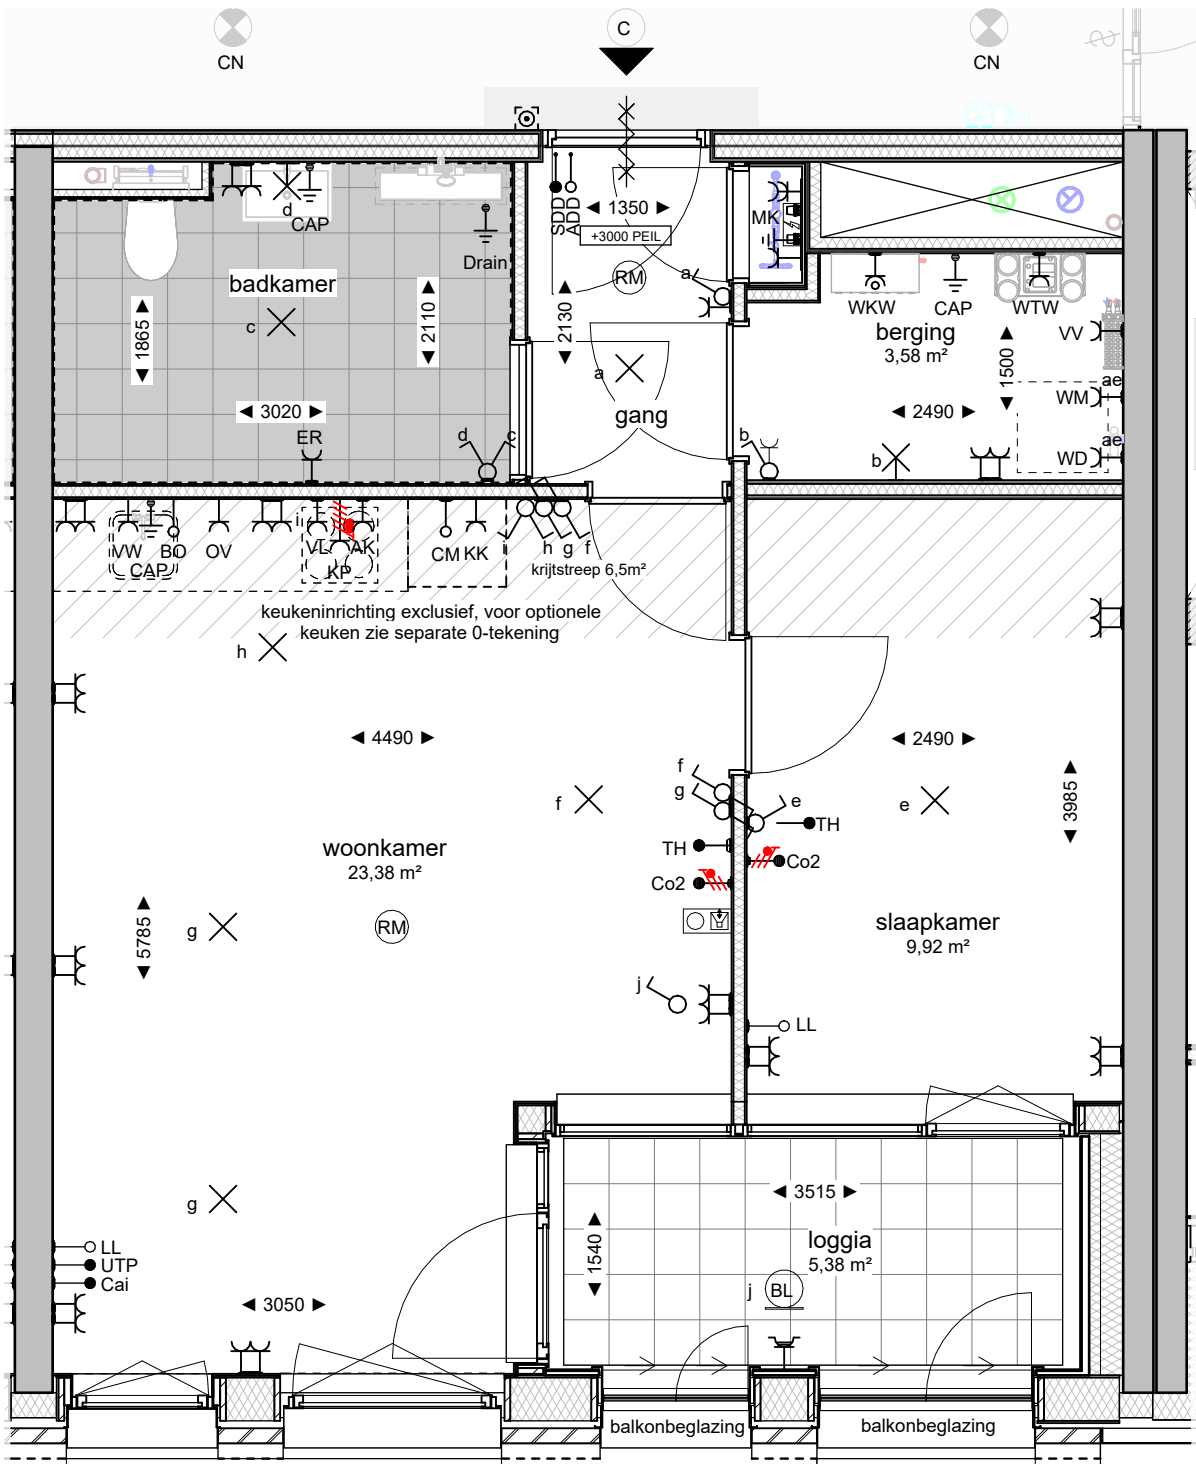 C
CN
CN
SDD
ADD
1350
+3000 PEIL
RM
MK
d
CAP
Drain
badkamer
c
1865
2110
2130
3020
ER
d
c
a
a
gang
WKW
CAP
WTW
berging
3,58 m²
1500
VV
ae
WM
ae
WD
2490
b
b
VW
BO
CAP
OV
VL
AK
KP
CM
KK
i
h
g
f
krijtstreep 6,5m²
keukeninrichting exclusief, voor optionele
keuken zie separate 0-tekening
h
4490
2490
f
f
g
e
e
3985
TH
TH
Co2
Co2
woonkamer
23,38 m²
g
RM
5785
slaapkamer
9,92 m²
j
LL
g
3515
1540
loggia
5,38 m²
j
BL
LL
UTP
Cai
3050
balkonbeglazing
balkonbeglazing